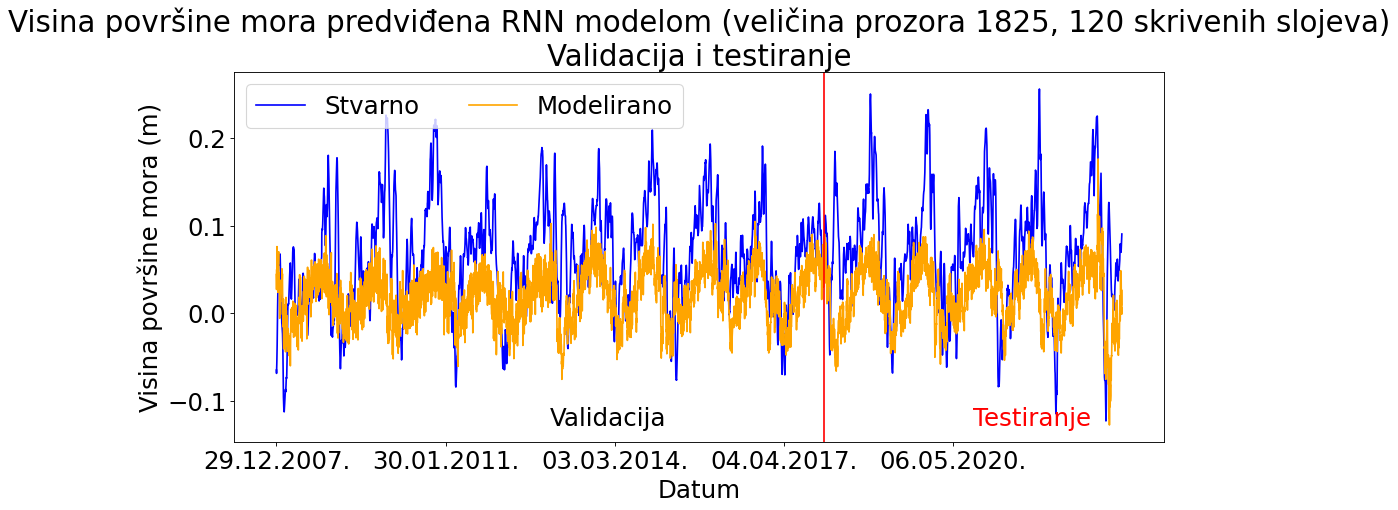 Visina površine mora predviđena RNN modelom (veličina prozora 1825, 120 skrivenih slojeva)
Validacija i testiranje
Stvarno
Modelirano
Visina površine mora (m)
0.2
0.1
0.0
−0.1
Validacija
Testiranje
29.12.2007.
30.01.2011.
03.03.2014.
04.04.2017.
06.05.2020.
Datum